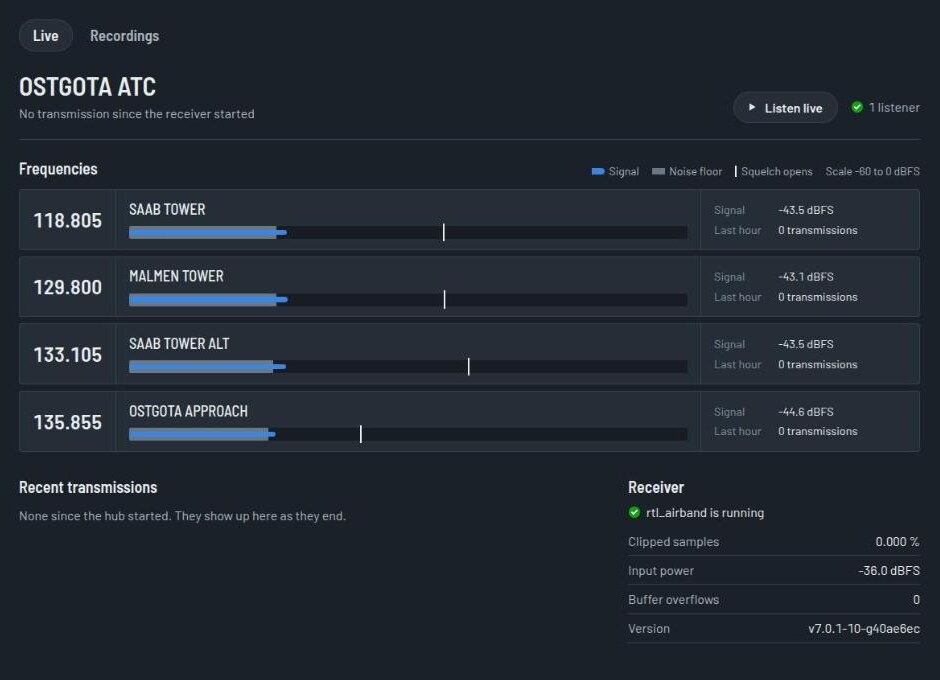 Live Recordings
OSTGOTA ATC
No transmission since the receiver started
Listen live 1 listener
Frequencies Signal Noise floor Squelch opens Scale -60 to 0 dBFS
118.805 SAAB TOWER Signal -43.5 dBFS
Last hour 0 transmissions
129.800 MALMEN TOWER Signal -43.1 dBFS
Last hour 0 transmissions
133.105 SAAB TOWER ALT Signal -43.5 dBFS
Last hour 0 transmissions
135.855 OSTGOTA APPROACH Signal -44.6 dBFS
Last hour 0 transmissions
Recent transmissions
None since the hub started. They show up here as they end.
Receiver
rtl_airband is running
Clipped samples 0.000 %
Input power -36.0 dBFS
Buffer overflows 0
Version v7.0.1-10-g40ae6ec